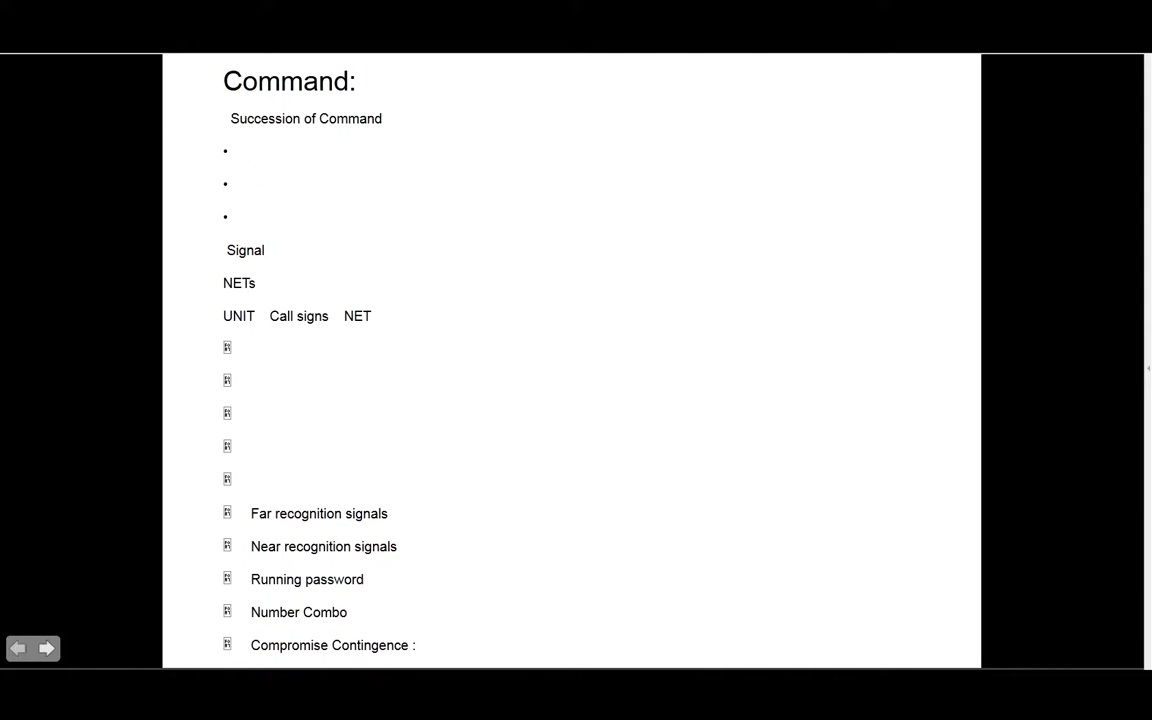 Command:
Succession of Command
•
•
•
Signal
NETs
UNIT Call signs NET
Far recognition signals
Near recognition signals
Running password
Number Combo
Compromise Contingence :